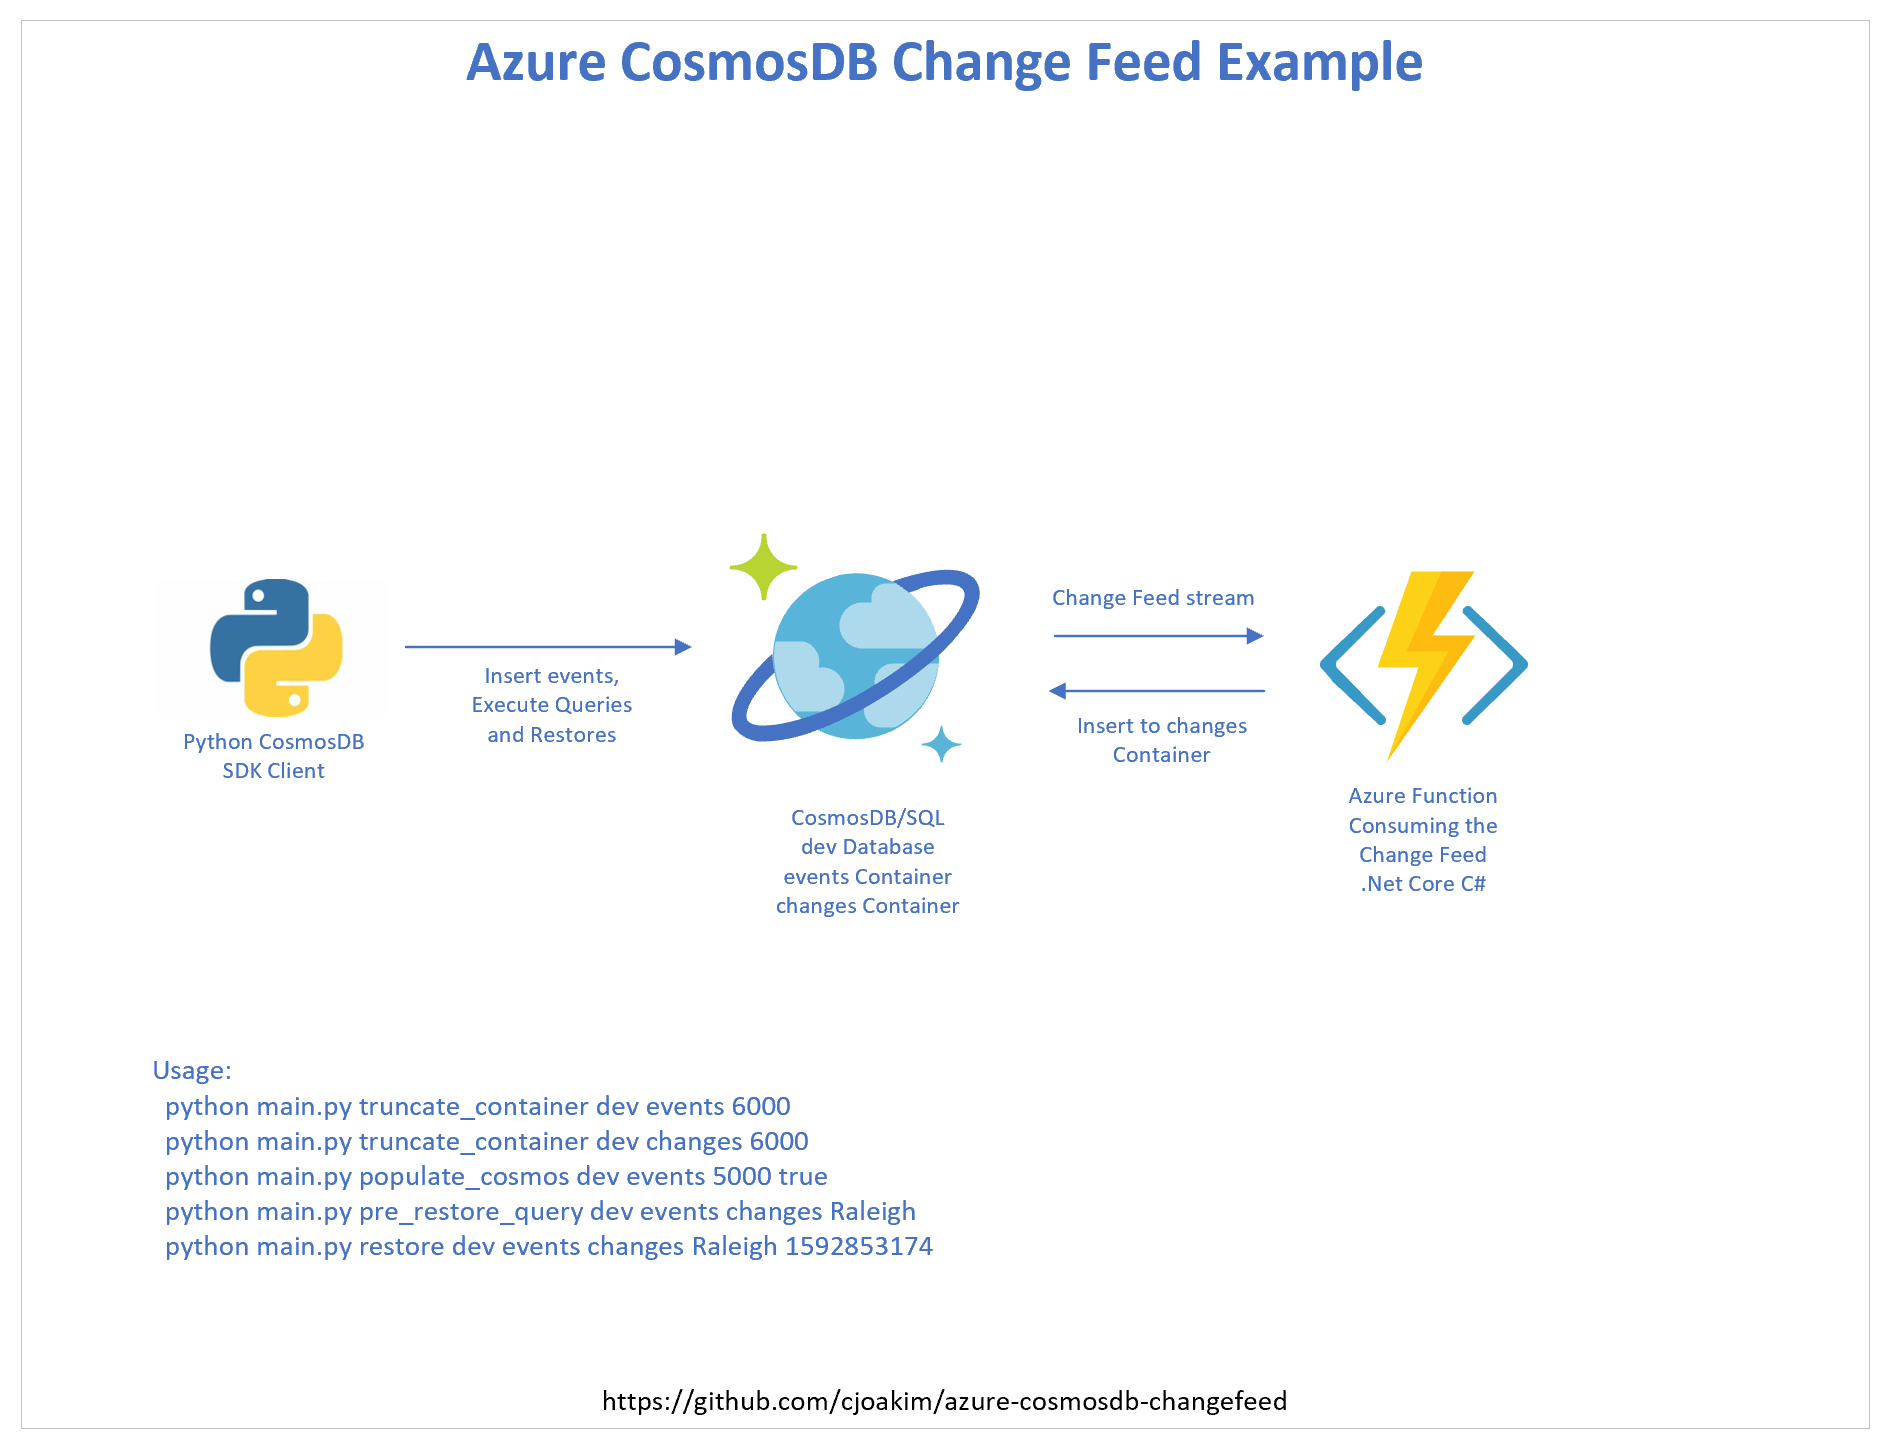 Azure CosmosDB Change Feed Example
Python CosmosDB
SDK Client
Insert events,
Execute Queries
and Restores
CosmosDB/SQL
dev Database
events Container
changes Container
Change Feed stream
Insert to changes
Container
Azure Function
Consuming the
Change Feed
.Net Core C#
Usage:
python main.py truncate_container dev events 6000
python main.py truncate_container dev changes 6000
python main.py populate_cosmos dev events 5000 true
python main.py pre_restore_query dev events changes Raleigh
python main.py restore dev events changes Raleigh 1592853174
https://github.com/cjoakim/azure-cosmosdb-changefeed